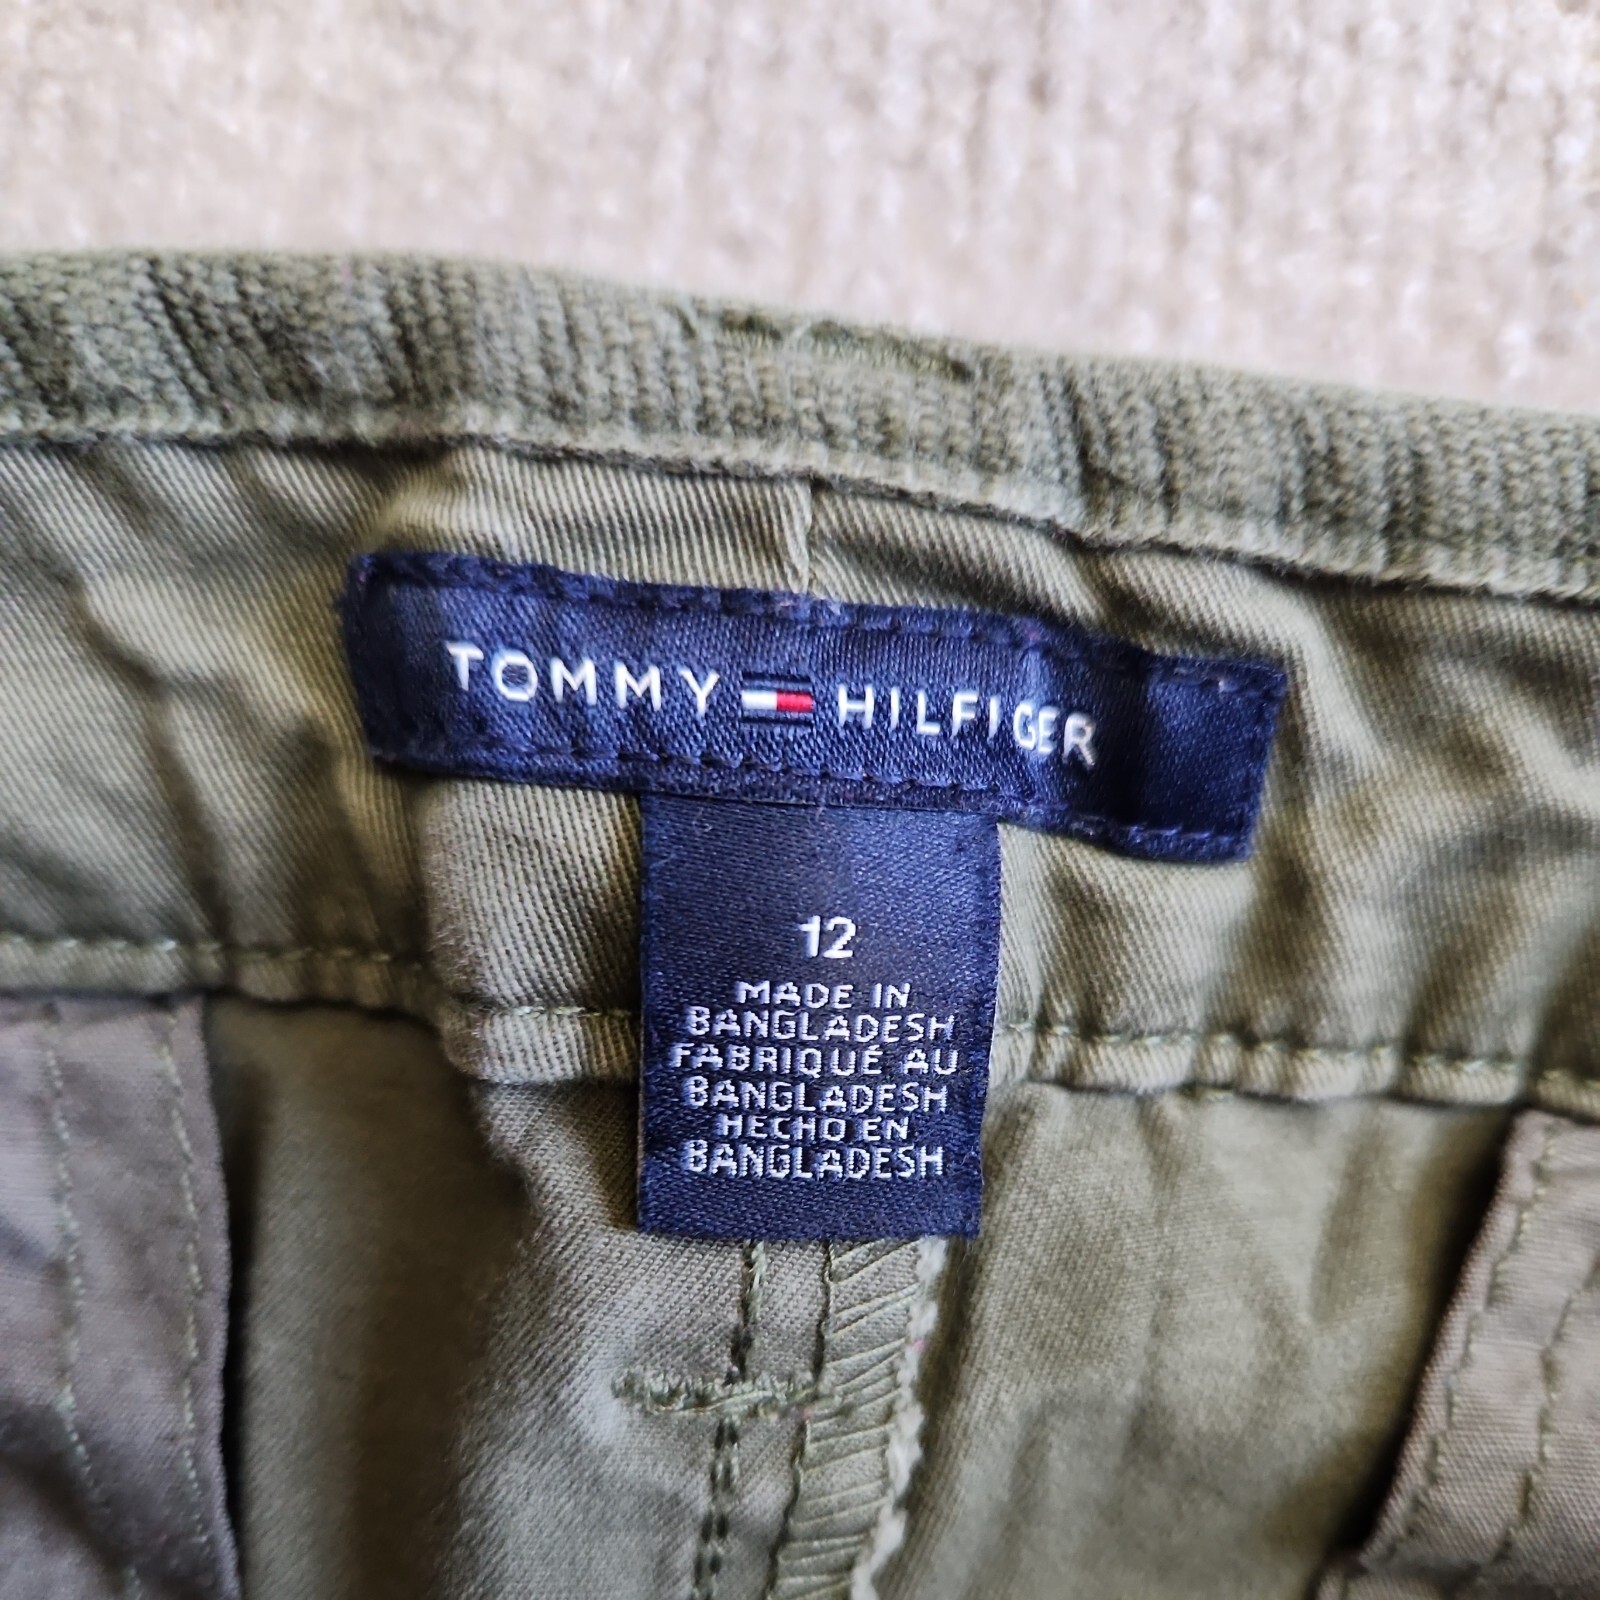 TOMMY HILFIGER
12
MADE IN
BANGLADESH
FABRIQUÉ AU
BANGLADESH
HECHO EN
BANGLADESH